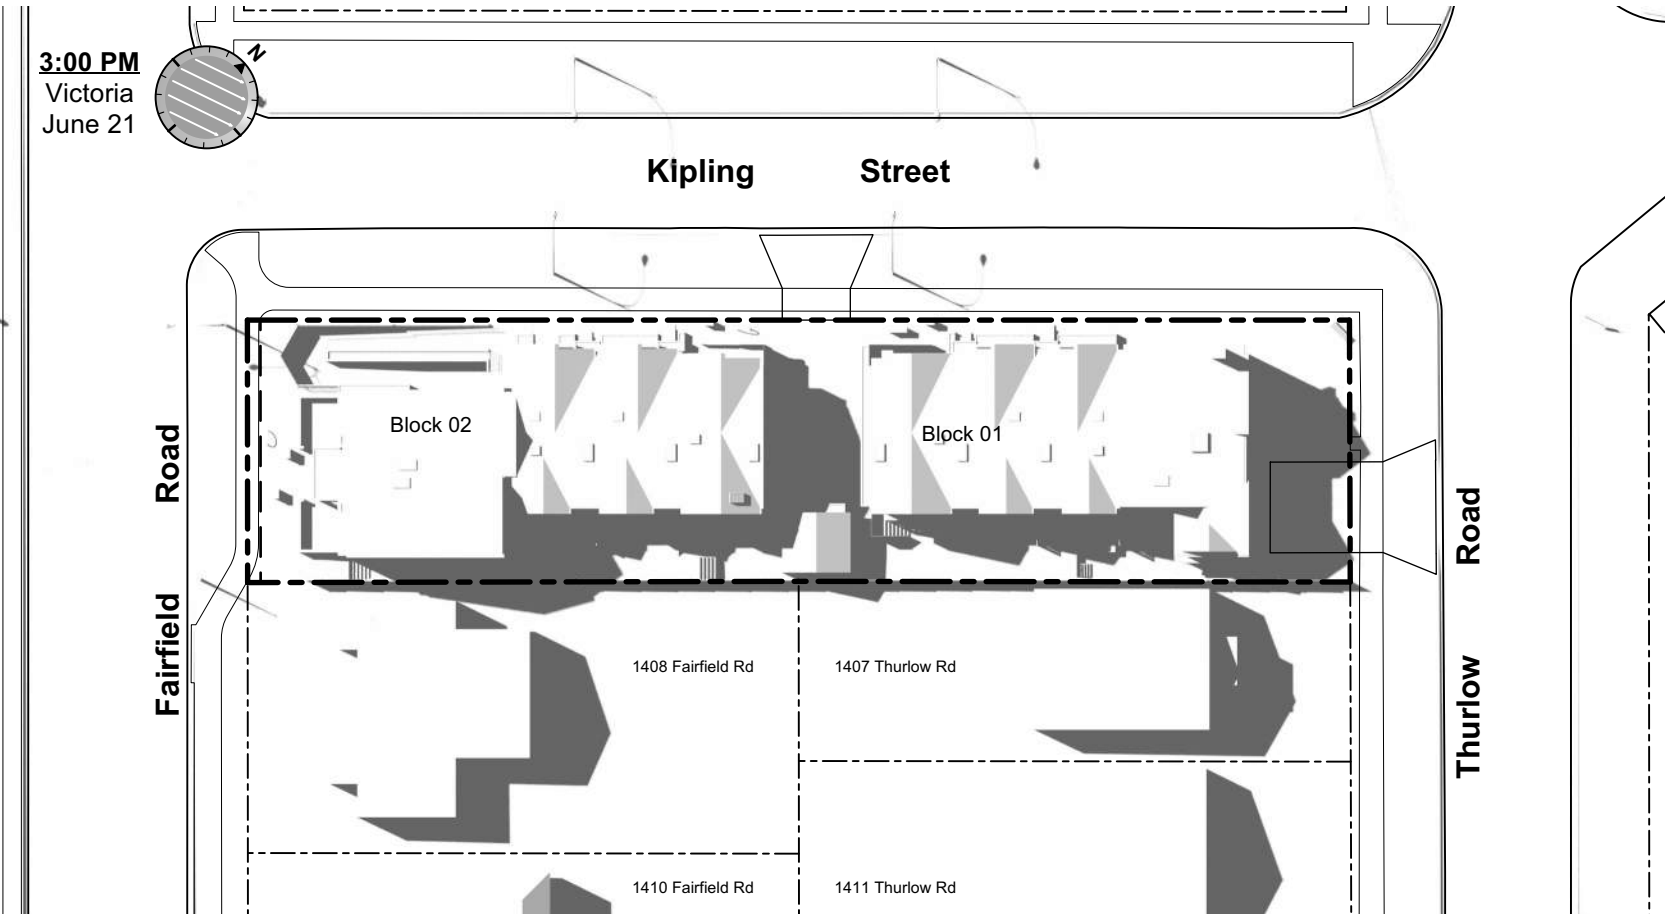 3:00 PM
Victoria
June 21
N
Kipling Street
Block 02
Block 01
Fairfield Road
Thurlow Road
1408 Fairfield Rd
1407 Thurlow Rd
1410 Fairfield Rd
1411 Thurlow Rd